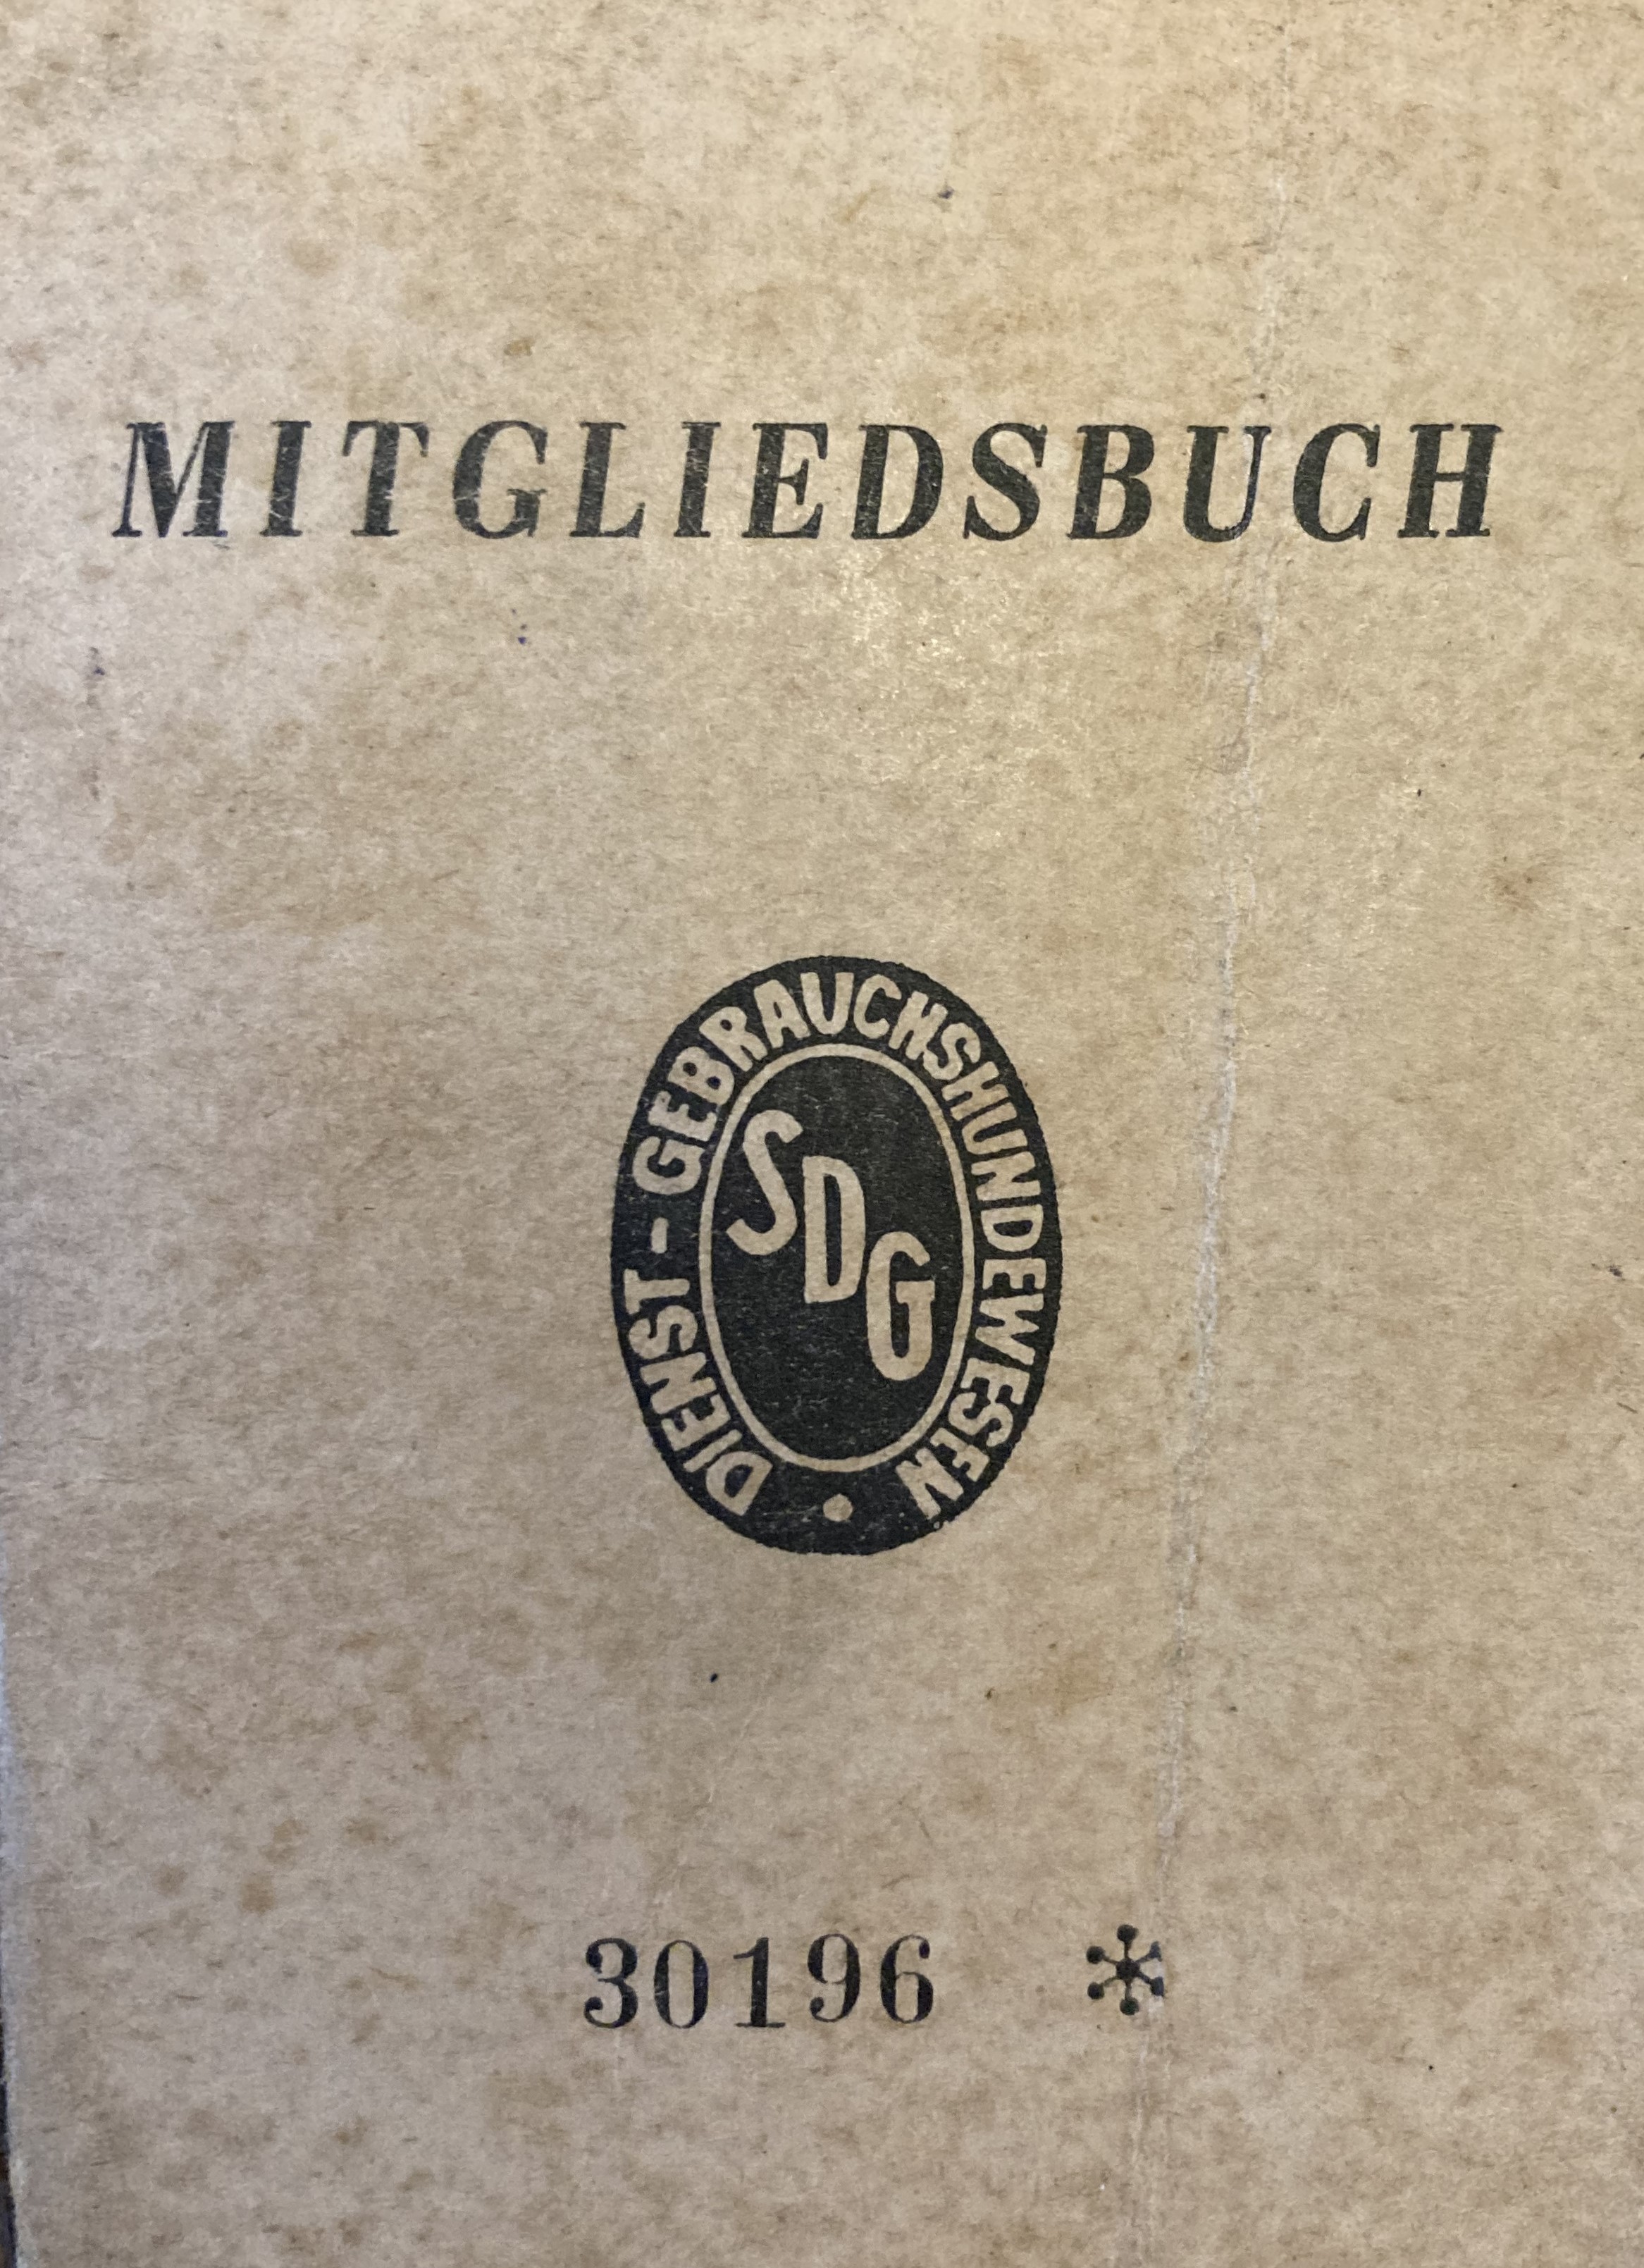 MITGLIEDSBUCH
DIENST-GEBRAUCHSHUNDEWESEN •
SDG
30196 *